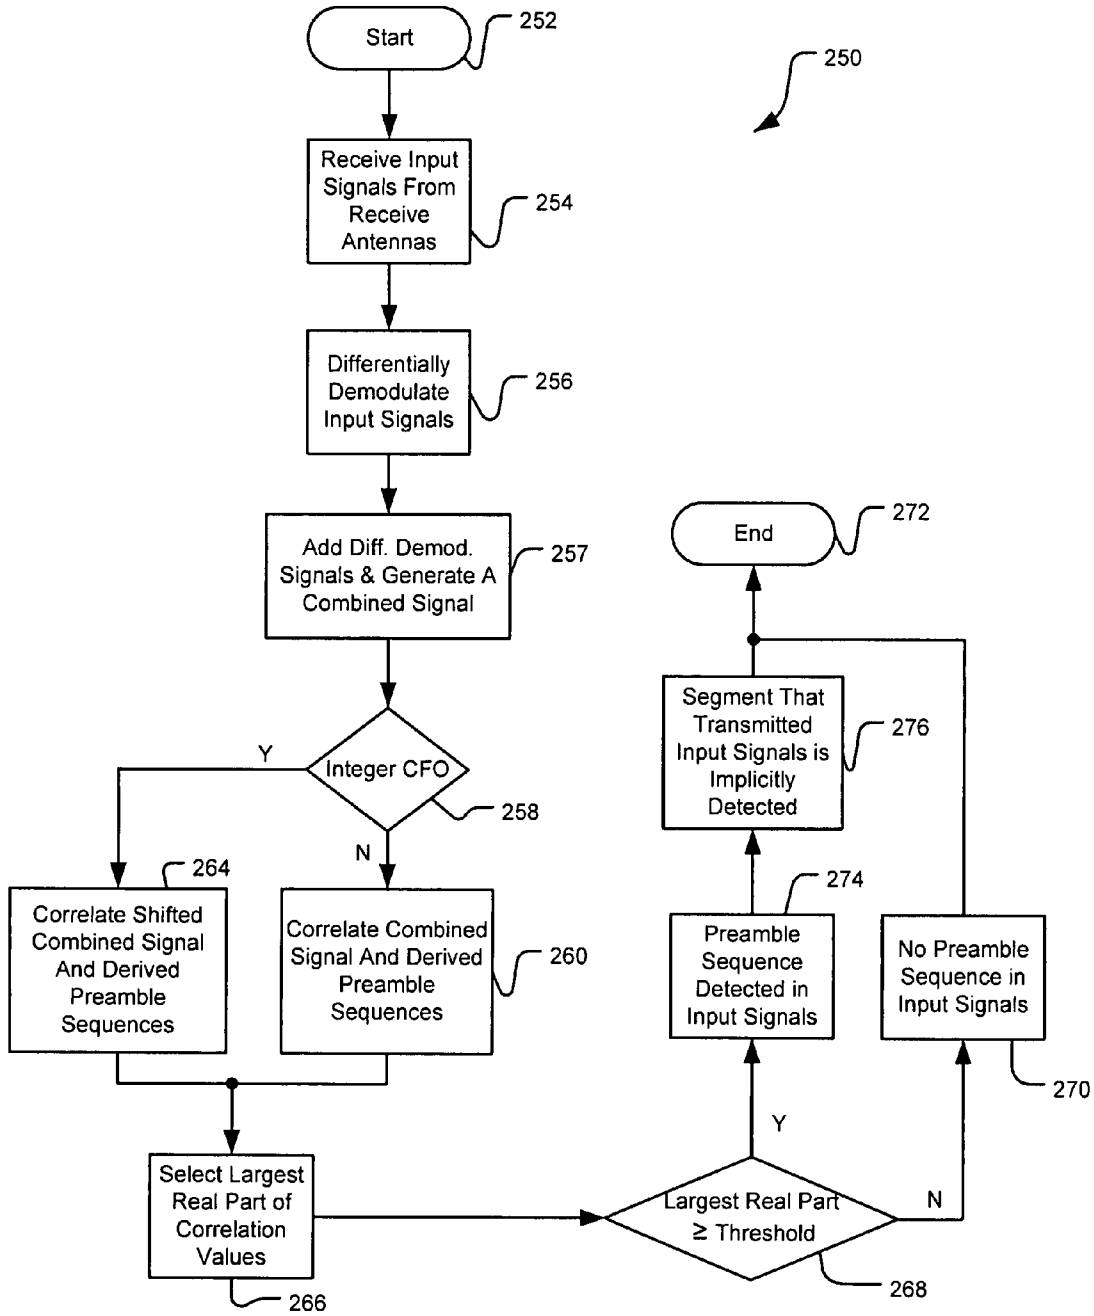 Start
252
250
Receive Input
Signals From
Receive
Antennas
254
Differentially
Demodulate
Input Signals
256
Add Diff. Demod.
Signals & Generate A
Combined Signal
257
Integer CFO
258
Y
N
264
Correlate Shifted
Combined Signal
And Derived
Preamble
Sequences
Correlate Combined
Signal And Derived
Preamble
Sequences
260
Select Largest
Real Part of
Correlation
Values
266
Largest Real Part
≥ Threshold
268
Y
N
274
Preamble
Sequence
Detected in
Input Signals
No Preamble
Sequence in
Input Signals
270
Segment That
Transmitted
Input Signals is
Implicitly
Detected
276
End
272